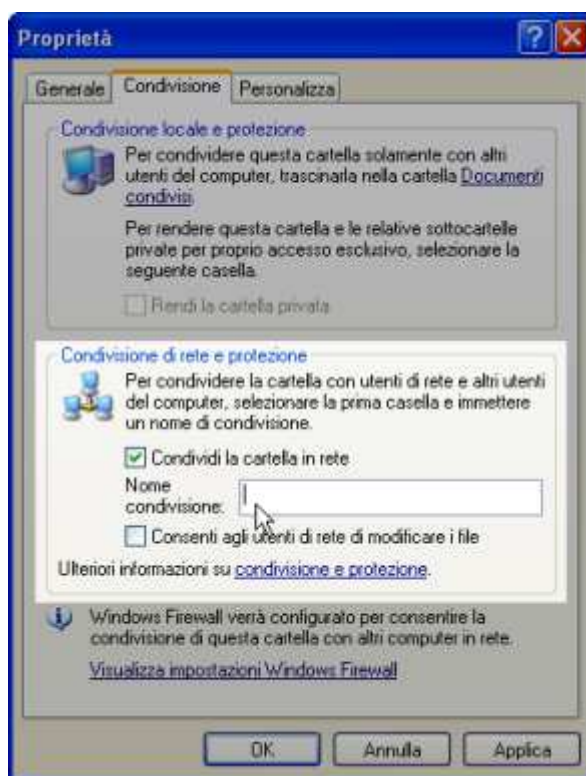 Proprietà
Generale Condivisione Personalizza
Condivisione locale e protezione
Per condividere questa cartella solamente con altri
utenti del computer, trascinarla nella cartella Documenti
condivisi.
Per rendere questa cartella e le relative sottocartelle
private per proprio accesso esclusivo, selezionare la
seguente casella.
Rendi la cartella privata
Condivisione di rete e protezione
Per condividere la cartella con utenti di rete e altri utenti
del computer, selezionare la prima casella e immettere
un nome di condivisione.
Condividi la cartella in rete
Nome
condivisione:
Consenti agli utenti di rete di modificare i file
Ulteriori informazioni su condivisione e protezione.
Windows Firewall verrà configurato per consentire la
condivisione di questa cartella con altri computer in rete.
Visualizza impostazioni Windows Firewall
OK Annulla Applica